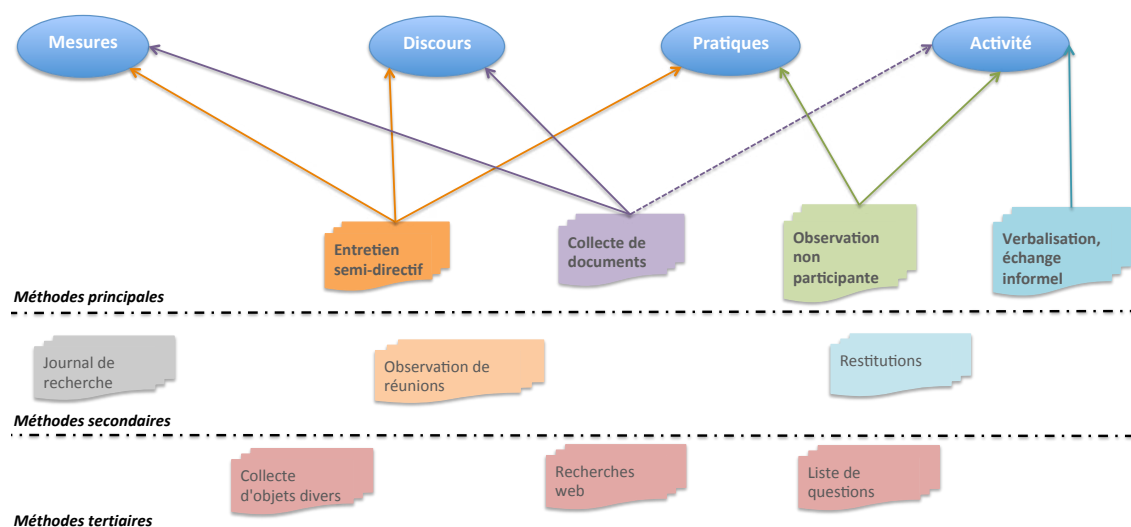 Mesures
Discours
Pratiques
Activité
Entretien
semi-directif
Collecte de
documents
Observation
non
participante
Verbalisation,
échange
informel
Méthodes principales
Journal de
recherche
Observation de
réunions
Restitutions
Méthodes secondaires
Collecte
d'objets divers
Recherches
web
Liste de
questions
Méthodes tertiaires